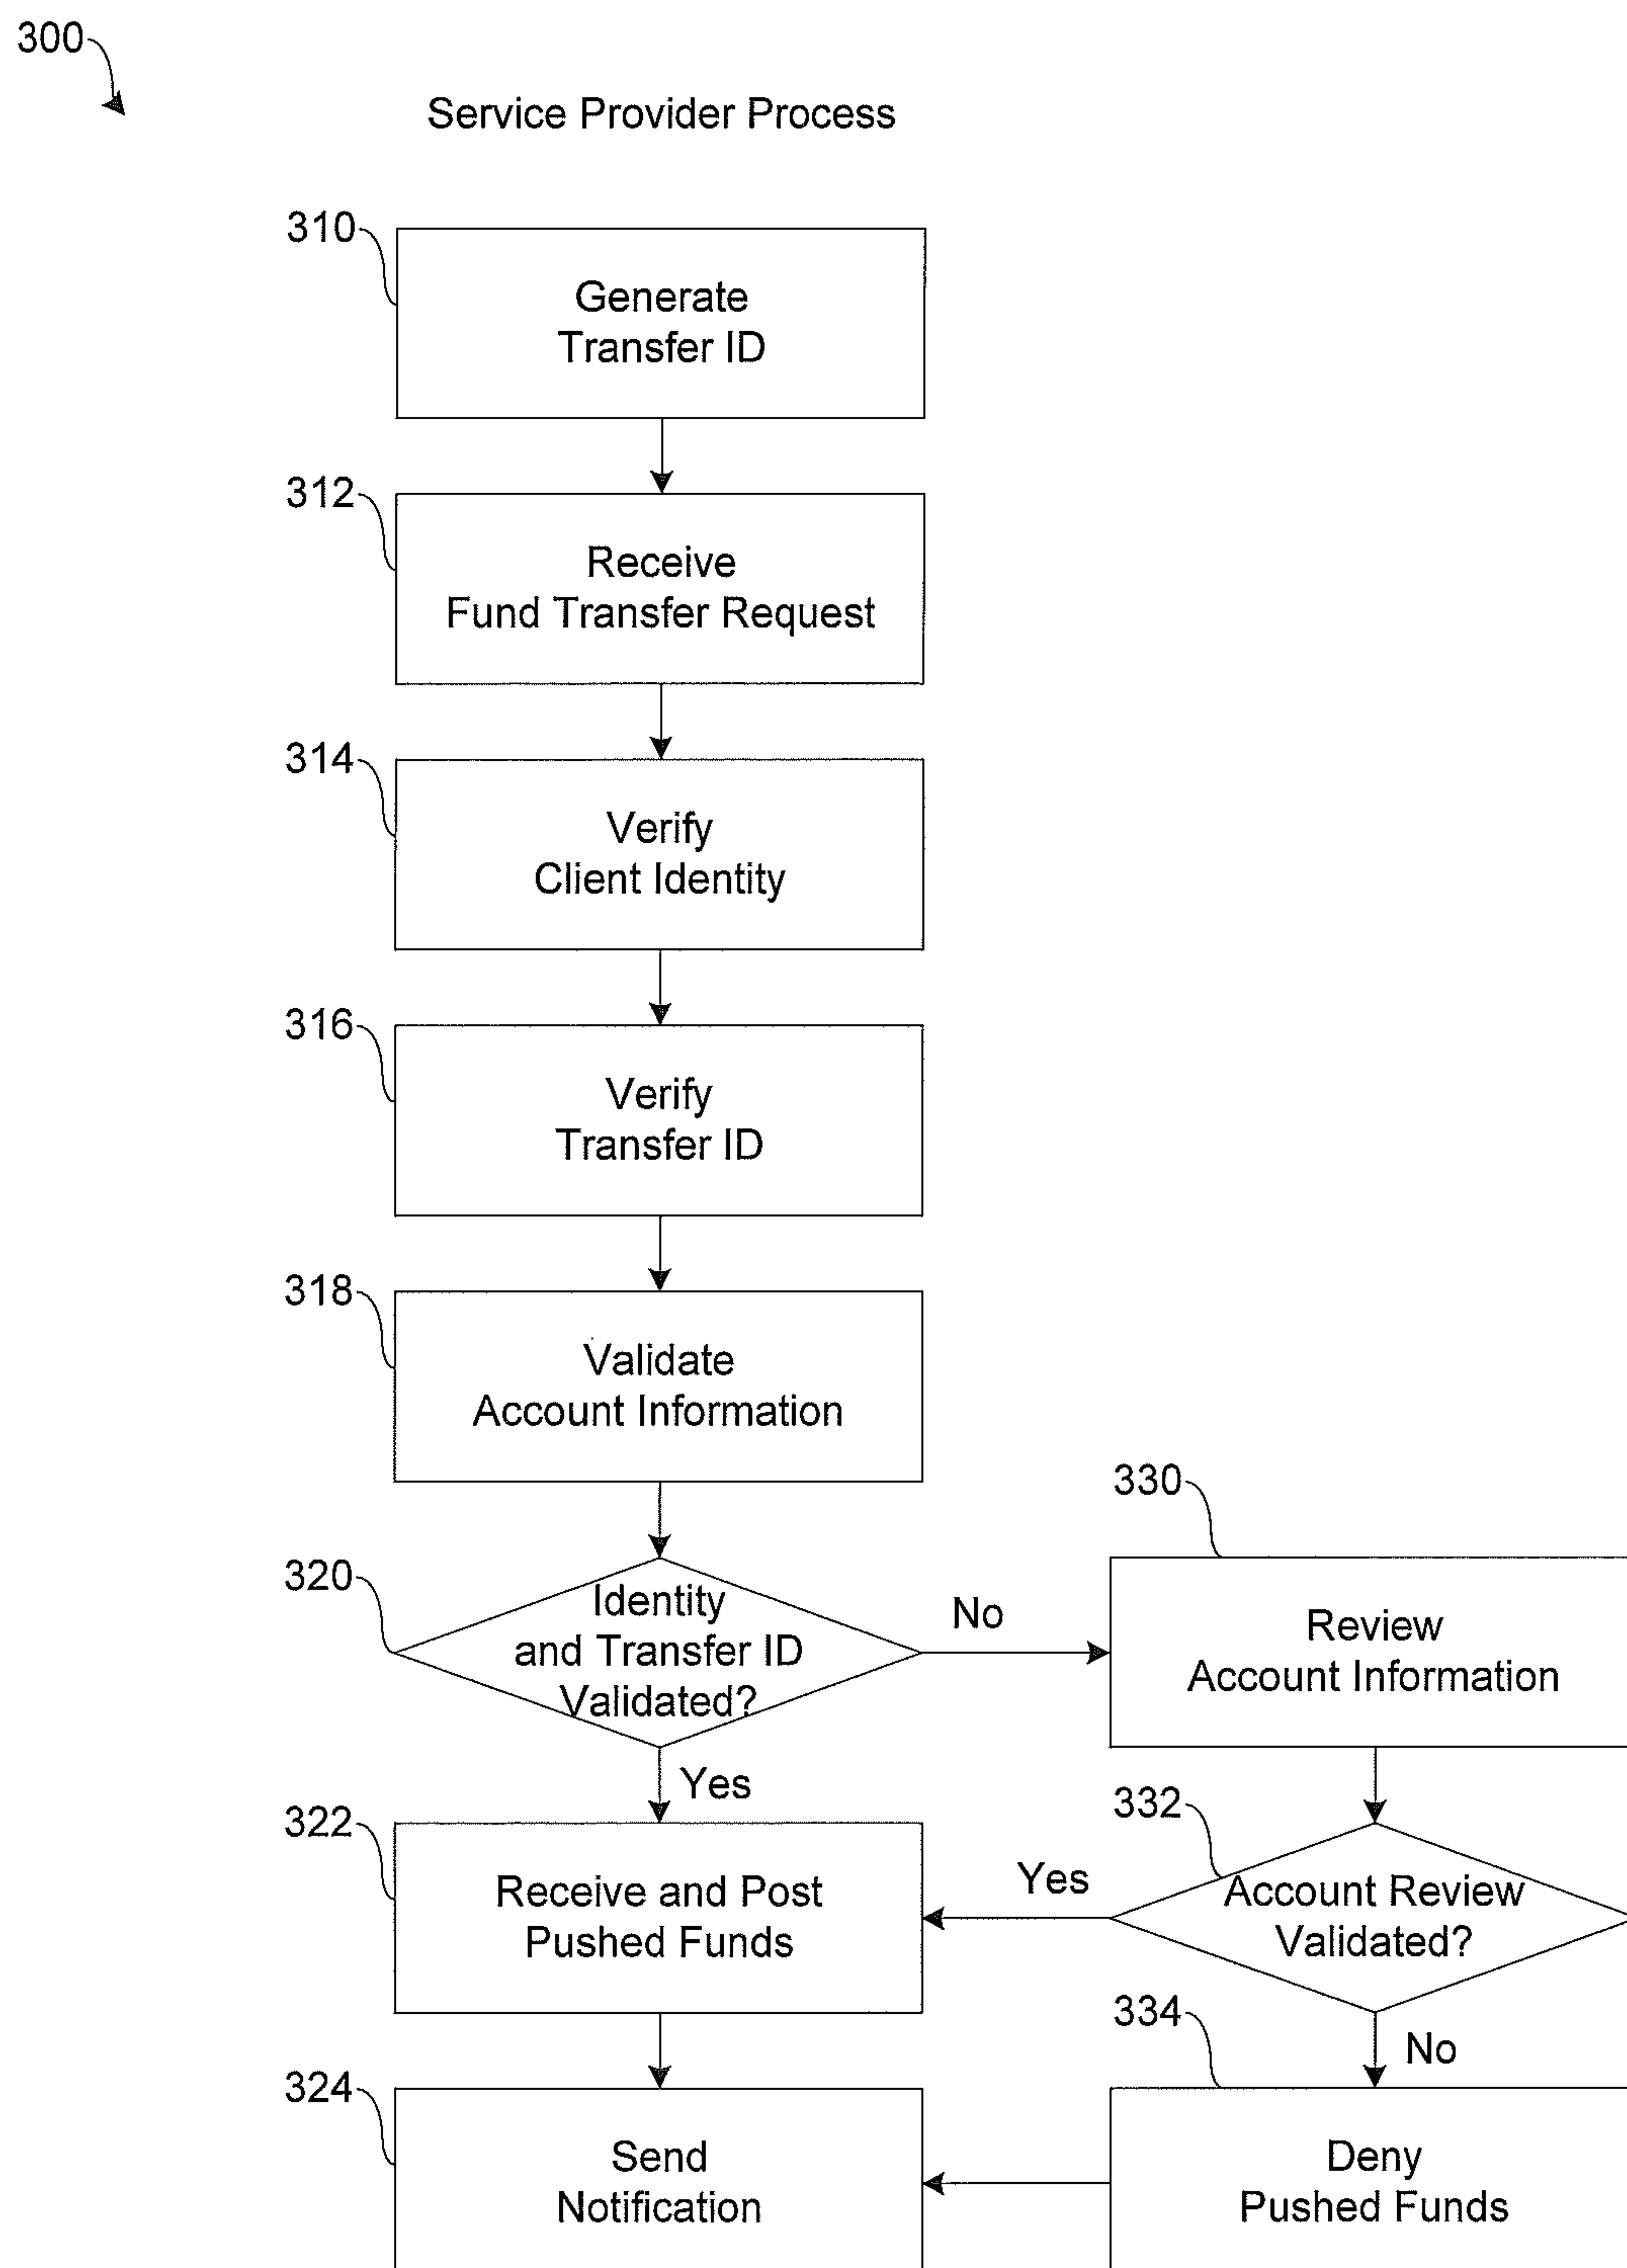 300
Service Provider Process
310
Generate
Transfer ID
312
Receive
Fund Transfer Request
314
Verify
Client Identity
316
Verify
Transfer ID
318
Validate
Account Information
320
Identity
and Transfer ID
Validated?
No
Yes
330
Review
Account Information
332
Account Review
Validated?
Yes
No
322
Receive and Post
Pushed Funds
334
Deny
Pushed Funds
324
Send
Notification